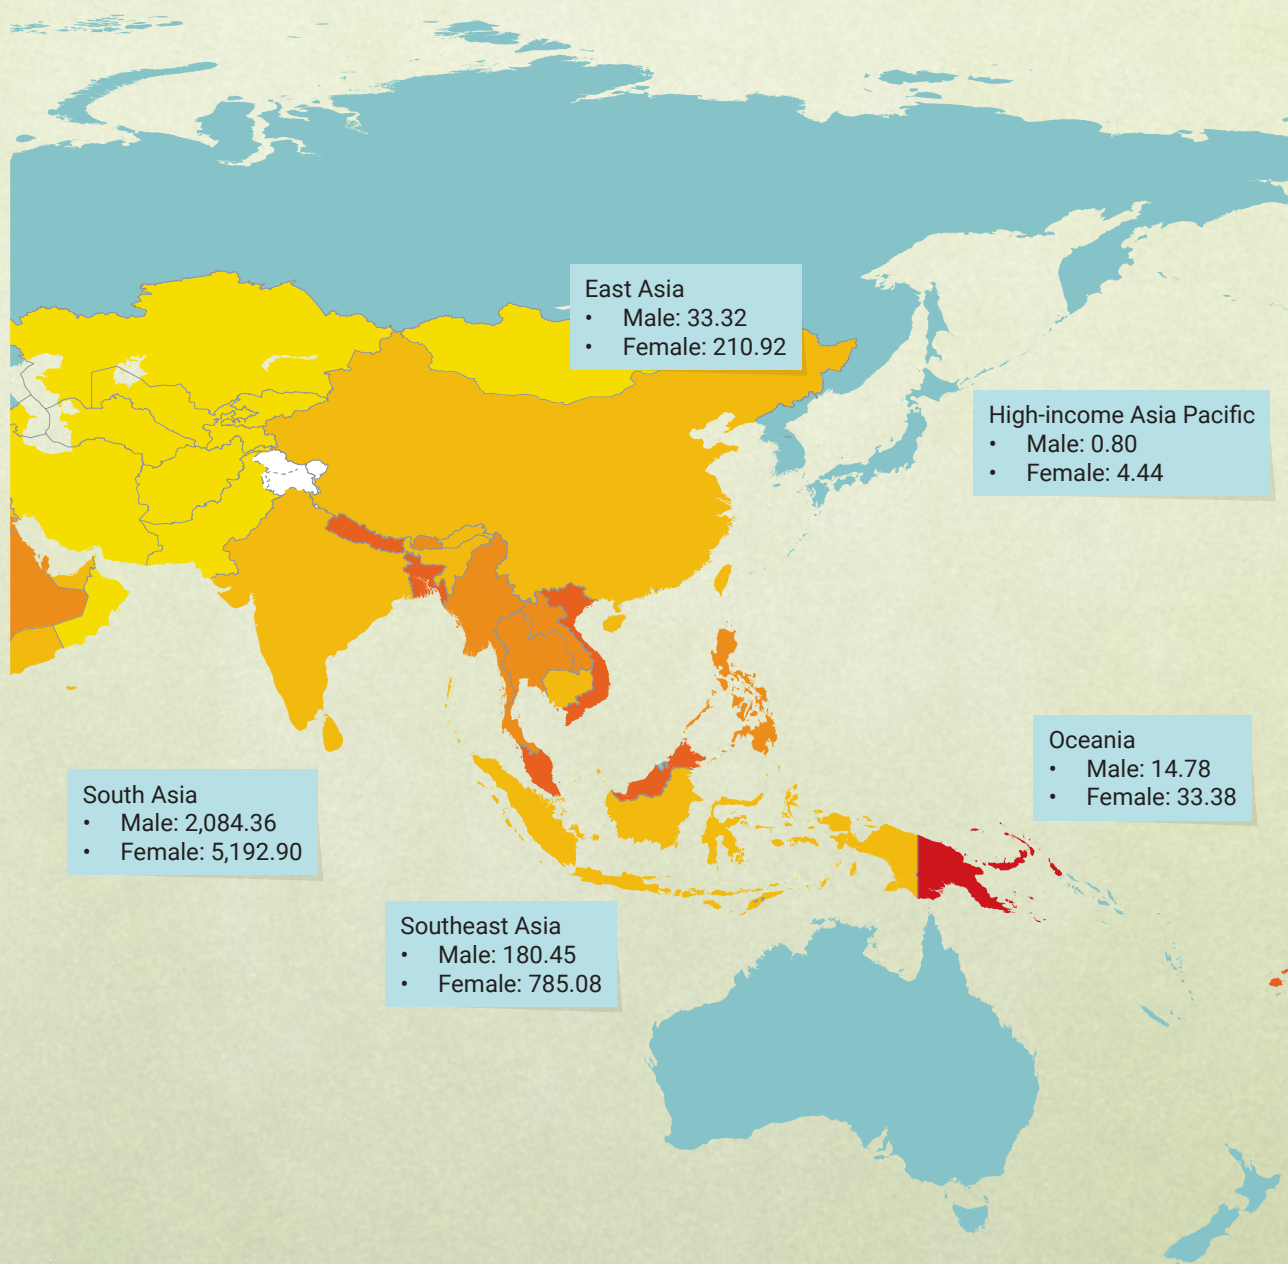 East Asia
• Male: 33.32
• Female: 210.92
High-income Asia Pacific
• Male: 0.80
• Female: 4.44
Oceania
• Male: 14.78
• Female: 33.38
South Asia
• Male: 2,084.36
• Female: 5,192.90
Southeast Asia
• Male: 180.45
• Female: 785.08